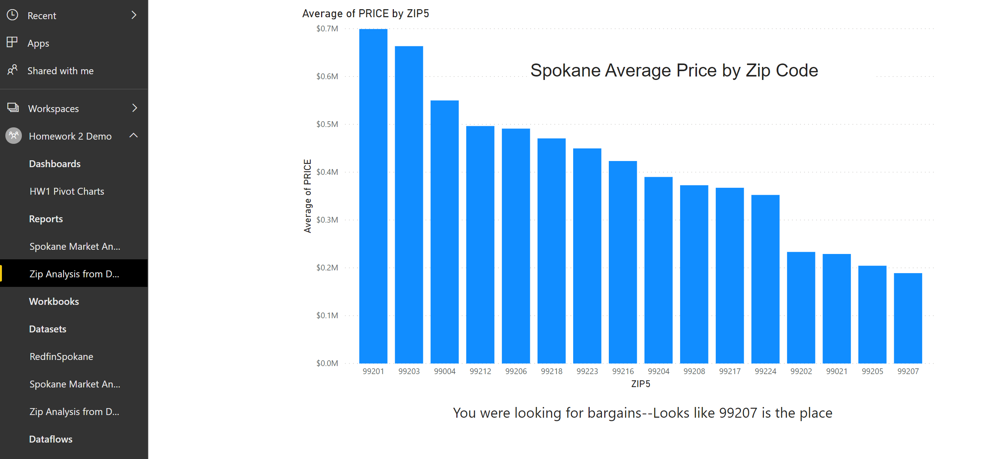 Recent
Apps
Shared with me
Workspaces
Homework 2 Demo
Dashboards
HW1 Pivot Charts
Reports
Spokane Market An...
Zip Analysis from D...
Workbooks
Datasets
RedfinSpokane
Spokane Market An...
Zip Analysis from D...
Dataflows
Average of PRICE by ZIP5
Spokane Average Price by Zip Code
Average of PRICE
$0.7M
$0.6M
$0.5M
$0.4M
$0.3M
$0.2M
$0.1M
$0.0M
99201 99203 99004 99212 99206 99218 99223 99216 99204 99208 99217 99224 99202 99021 99205 99207
ZIP5
You were looking for bargains--Looks like 99207 is the place